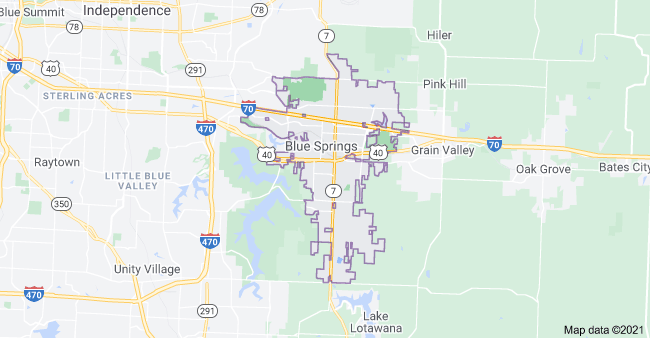 Independence
Blue Summit
78
78
7
Hiler
70
40
291
Pink Hill
STERLING ACRES
70
470
Blue Springs
40
40
Grain Valley
70
Raytown
LITTLE BLUE
VALLEY
Oak Grove
Bates City
7
350
470
Unity Village
470
291
Lake
Lotawana
Map data ©2021